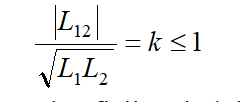 |L₁₂| / √(L₁L₂) = k ≤ 1